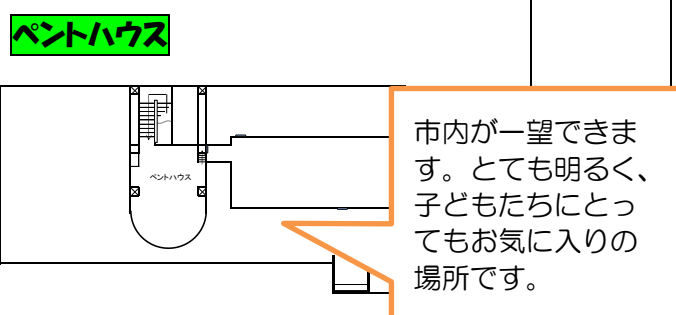 ペントハウス
ペントハウス
市内が一望できま
す。とても明るく、
子どもたちにとっ
てもお気に入りの
場所です。